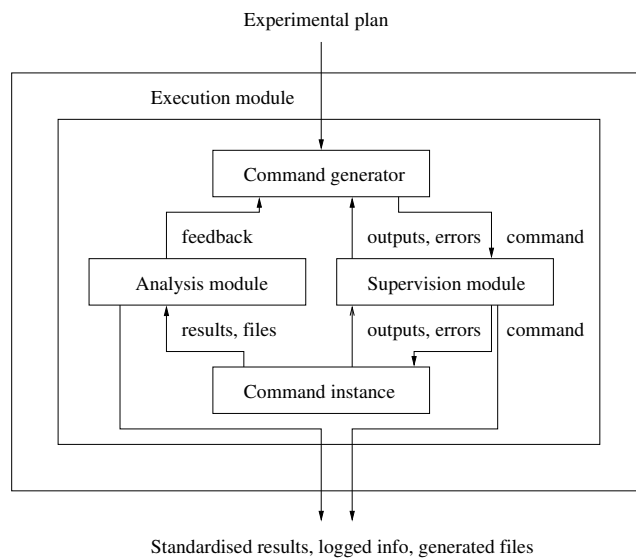 Experimental plan
Execution module
Command generator
feedback
outputs, errors
command
Analysis module
Supervision module
results, files
outputs, errors
command
Command instance
Standardised results, logged info, generated files